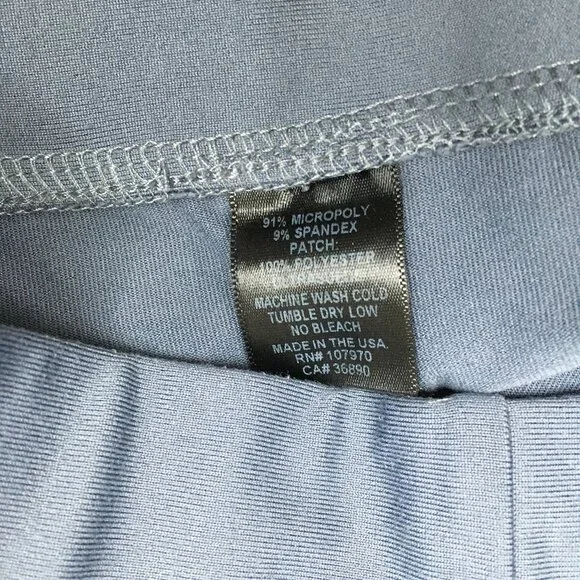 91% MICROPOLY
9% SPANDEX
PATCH:
100% POLYESTER
MACHINE WASH COLD
TUMBLE DRY LOW
NO BLEACH
MADE IN THE USA
RN# 107970
CA# 36890